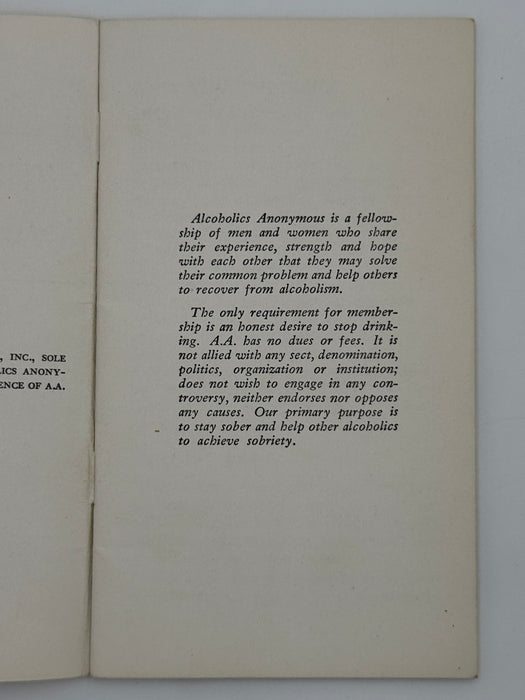 , INC., SOLE
LICS ANONY-
ENCE OF A.A.
Alcoholics Anonymous is a fellow-
ship of men and women who share
their experience, strength and hope
with each other that they may solve
their common problem and help others
to recover from alcoholism.
The only requirement for member-
ship is an honest desire to stop drink-
ing. A.A. has no dues or fees. It is
not allied with any sect, denomination,
politics, organization or institution;
does not wish to engage in any con-
troversy, neither endorses nor opposes
any causes. Our primary purpose is
to stay sober and help other alcoholics
to achieve sobriety.